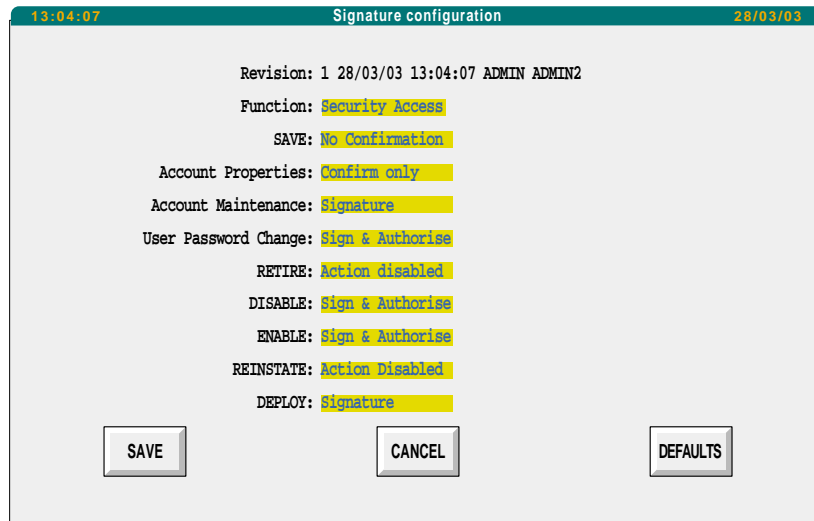 13:04:07 Signature configuration 28/03/03
Revision: 1 28/03/03 13:04:07 ADMIN ADMIN2
Function: Security Access
SAVE: No Confirmation
Account Properties: Confirm only
Account Maintenance: Signature
User Password Change: Sign & Authorise
RETIRE: Action disabled
DISABLE: Sign & Authorise
ENABLE: Sign & Authorise
REINSTATE: Action Disabled
DEPLOY: Signature
SAVE CANCEL DEFAULTS